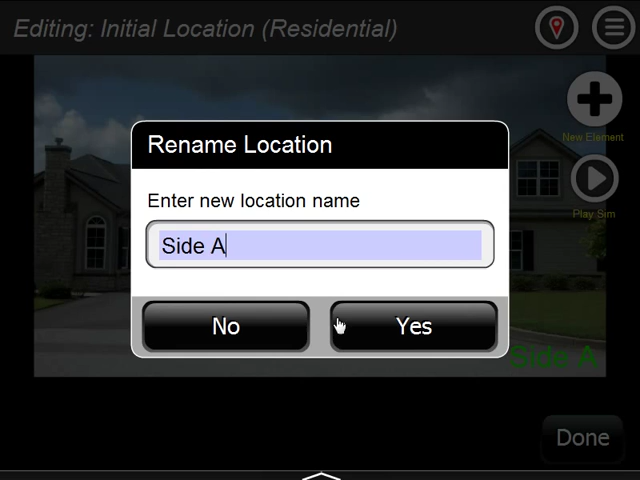 Editing: Initial Location (Residential)
New Element
Rename Location
Enter new location name
Side A
Play Sim
No
Yes
Side A
Done